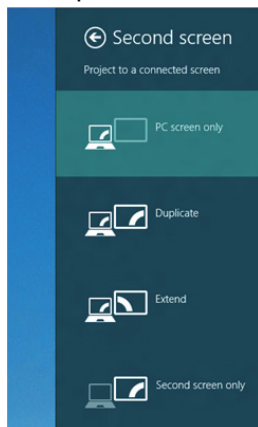 Second screen
Project to a connected screen
PC screen only
Duplicate
Extend
Second screen only